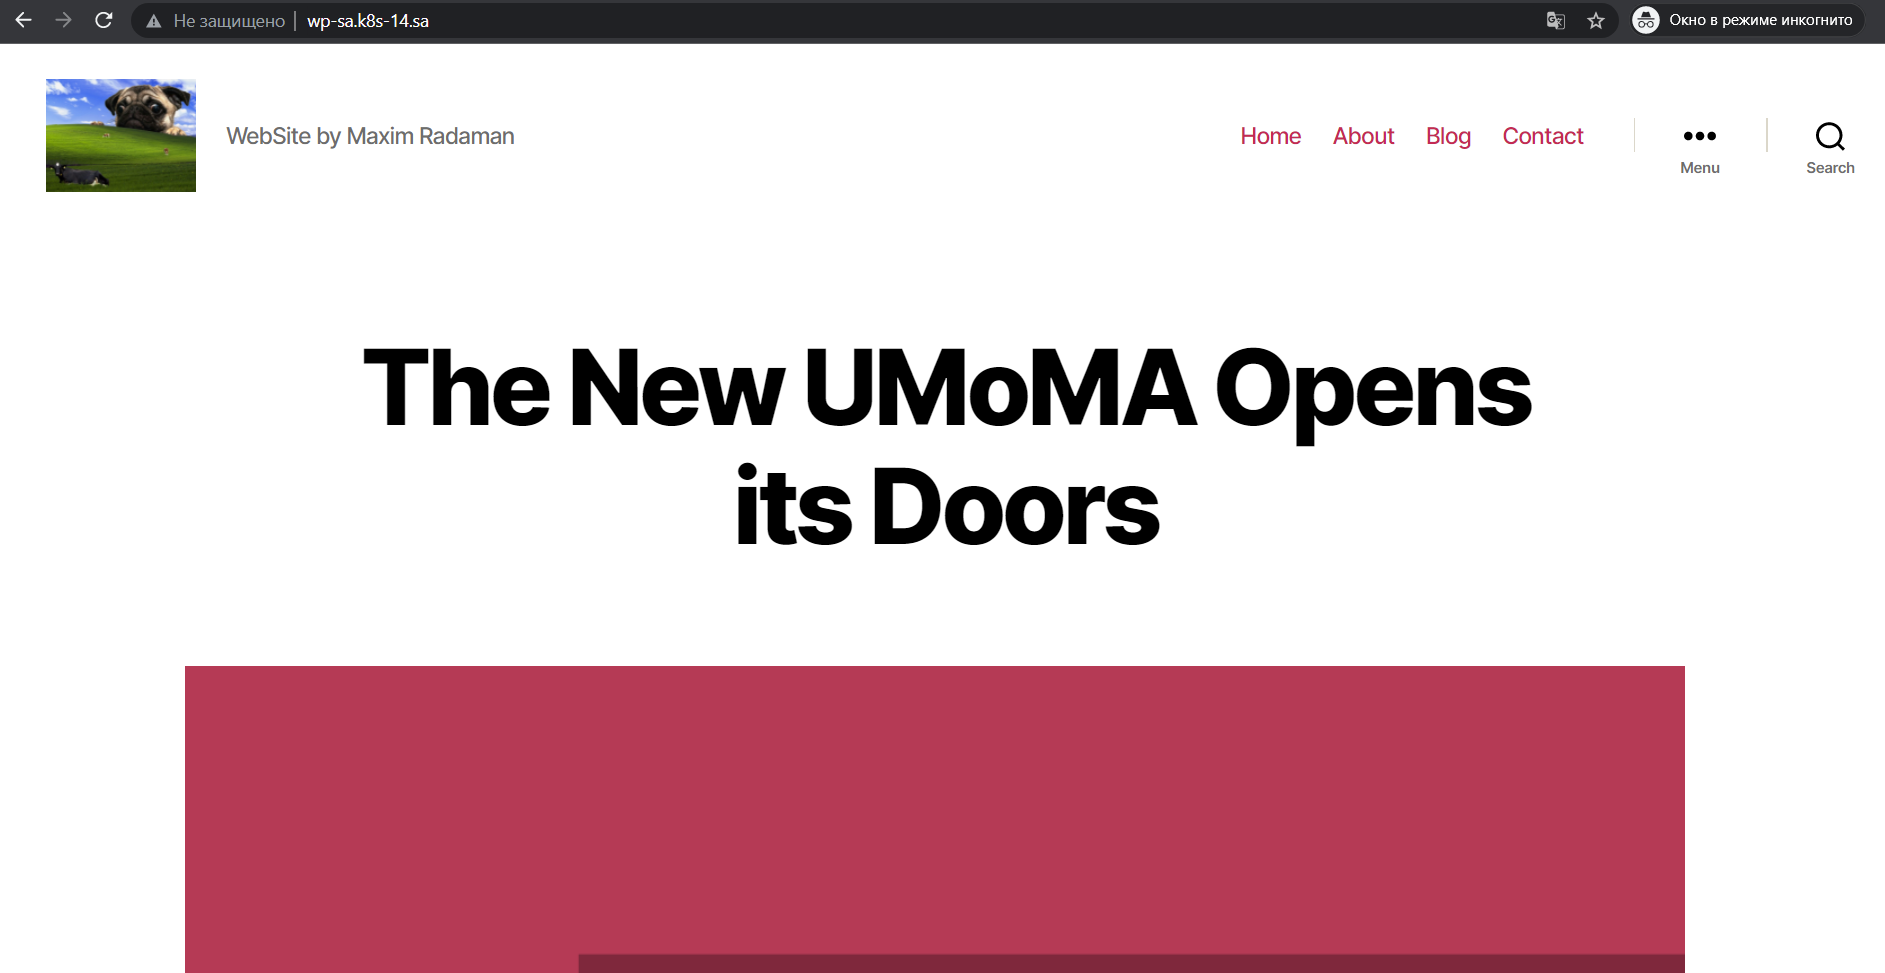 Не защищено | wp-sa.k8s-14.sa
Окно в режиме инкогнито
WebSite by Maxim Radaman
Home About Blog Contact
Menu Search
The New UMoMA Opens
its Doors